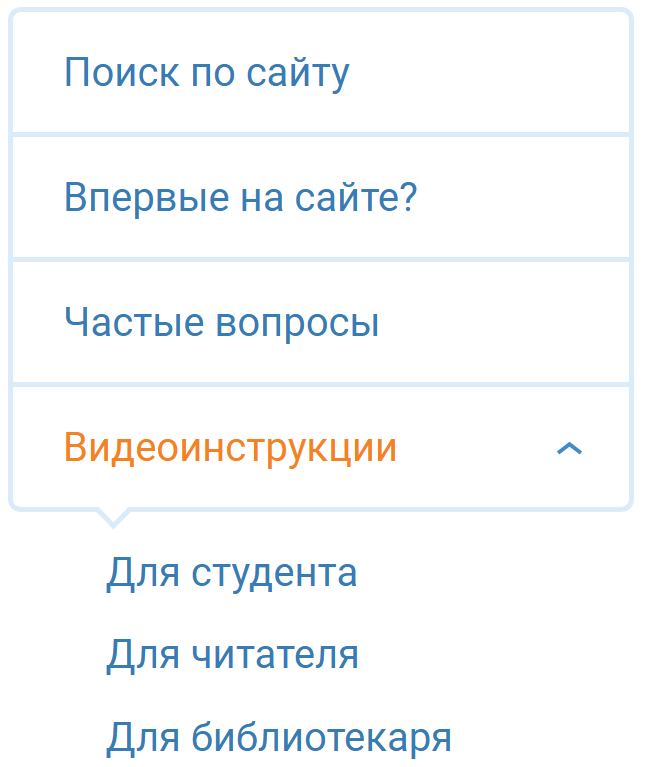 Поиск по сайту
Впервые на сайте?
Частые вопросы
Видеоинструкции
Для студента
Для читателя
Для библиотекаря